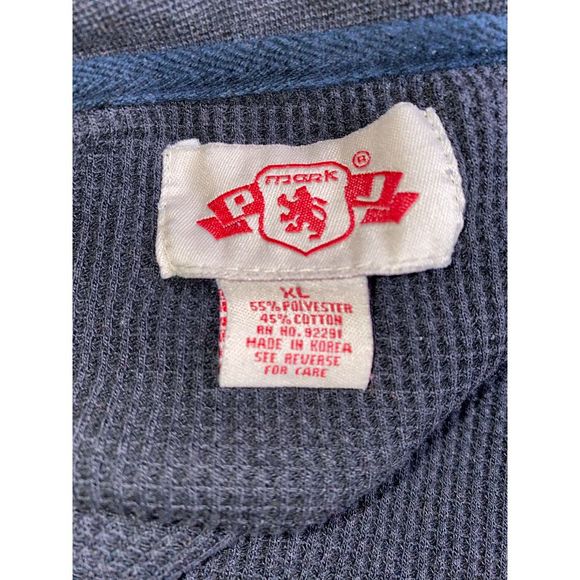 mark
P J
®
XL
55% POLYESTER
45% COTTON
RN NO. 92291
MADE IN KOREA
SEE REVERSE
FOR CARE